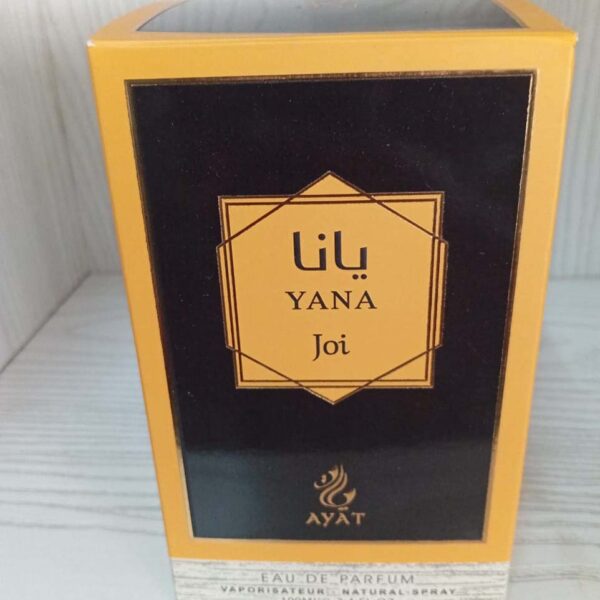 يانا
YANA
Joi
AYAT
EAU DE PARFUM
VAPORISATEUR - NATURAL-SPRAY